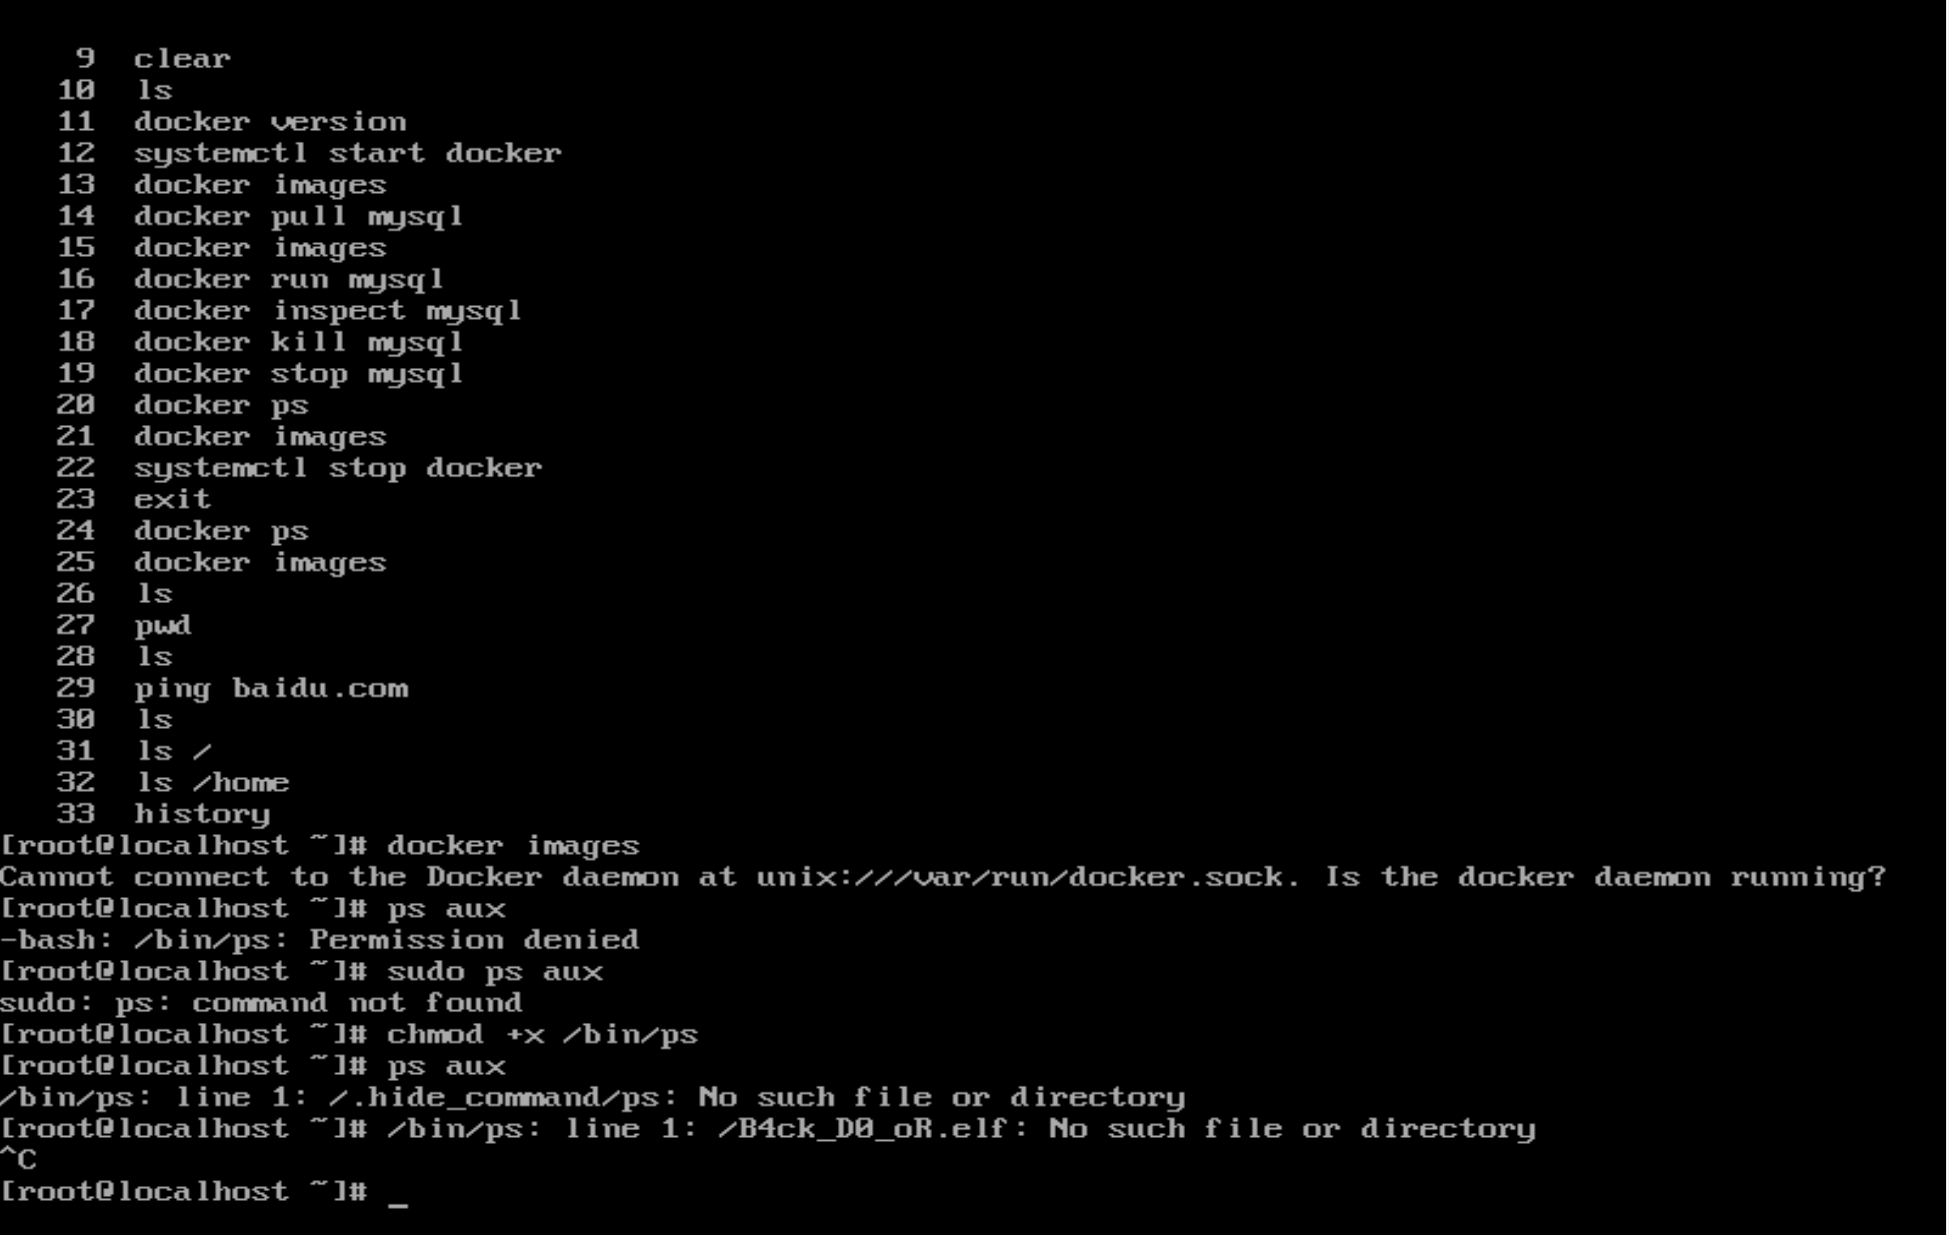 9  clear
10  ls
11  docker version
12  systemctl start docker
13  docker images
14  docker pull mysql
15  docker images
16  docker run mysql
17  docker inspect mysql
18  docker kill mysql
19  docker stop mysql
20  docker ps
21  docker images
22  systemctl stop docker
23  exit
24  docker ps
25  docker images
26  ls
27  pwd
28  ls
29  ping baidu.com
30  ls
31  ls /
32  ls /home
33  history
[root@localhost ~]# docker images
Cannot connect to the Docker daemon at unix:///var/run/docker.sock. Is the docker daemon running?
[root@localhost ~]# ps aux
-bash: /bin/ps: Permission denied
[root@localhost ~]# sudo ps aux
sudo: ps: command not found
[root@localhost ~]# chmod +x /bin/ps
[root@localhost ~]# ps aux
/bin/ps: line 1: /.hide_command/ps: No such file or directory
[root@localhost ~]# /bin/ps: line 1: /B4ck_D0_oR.elf: No such file or directory
^C
[root@localhost ~]# _